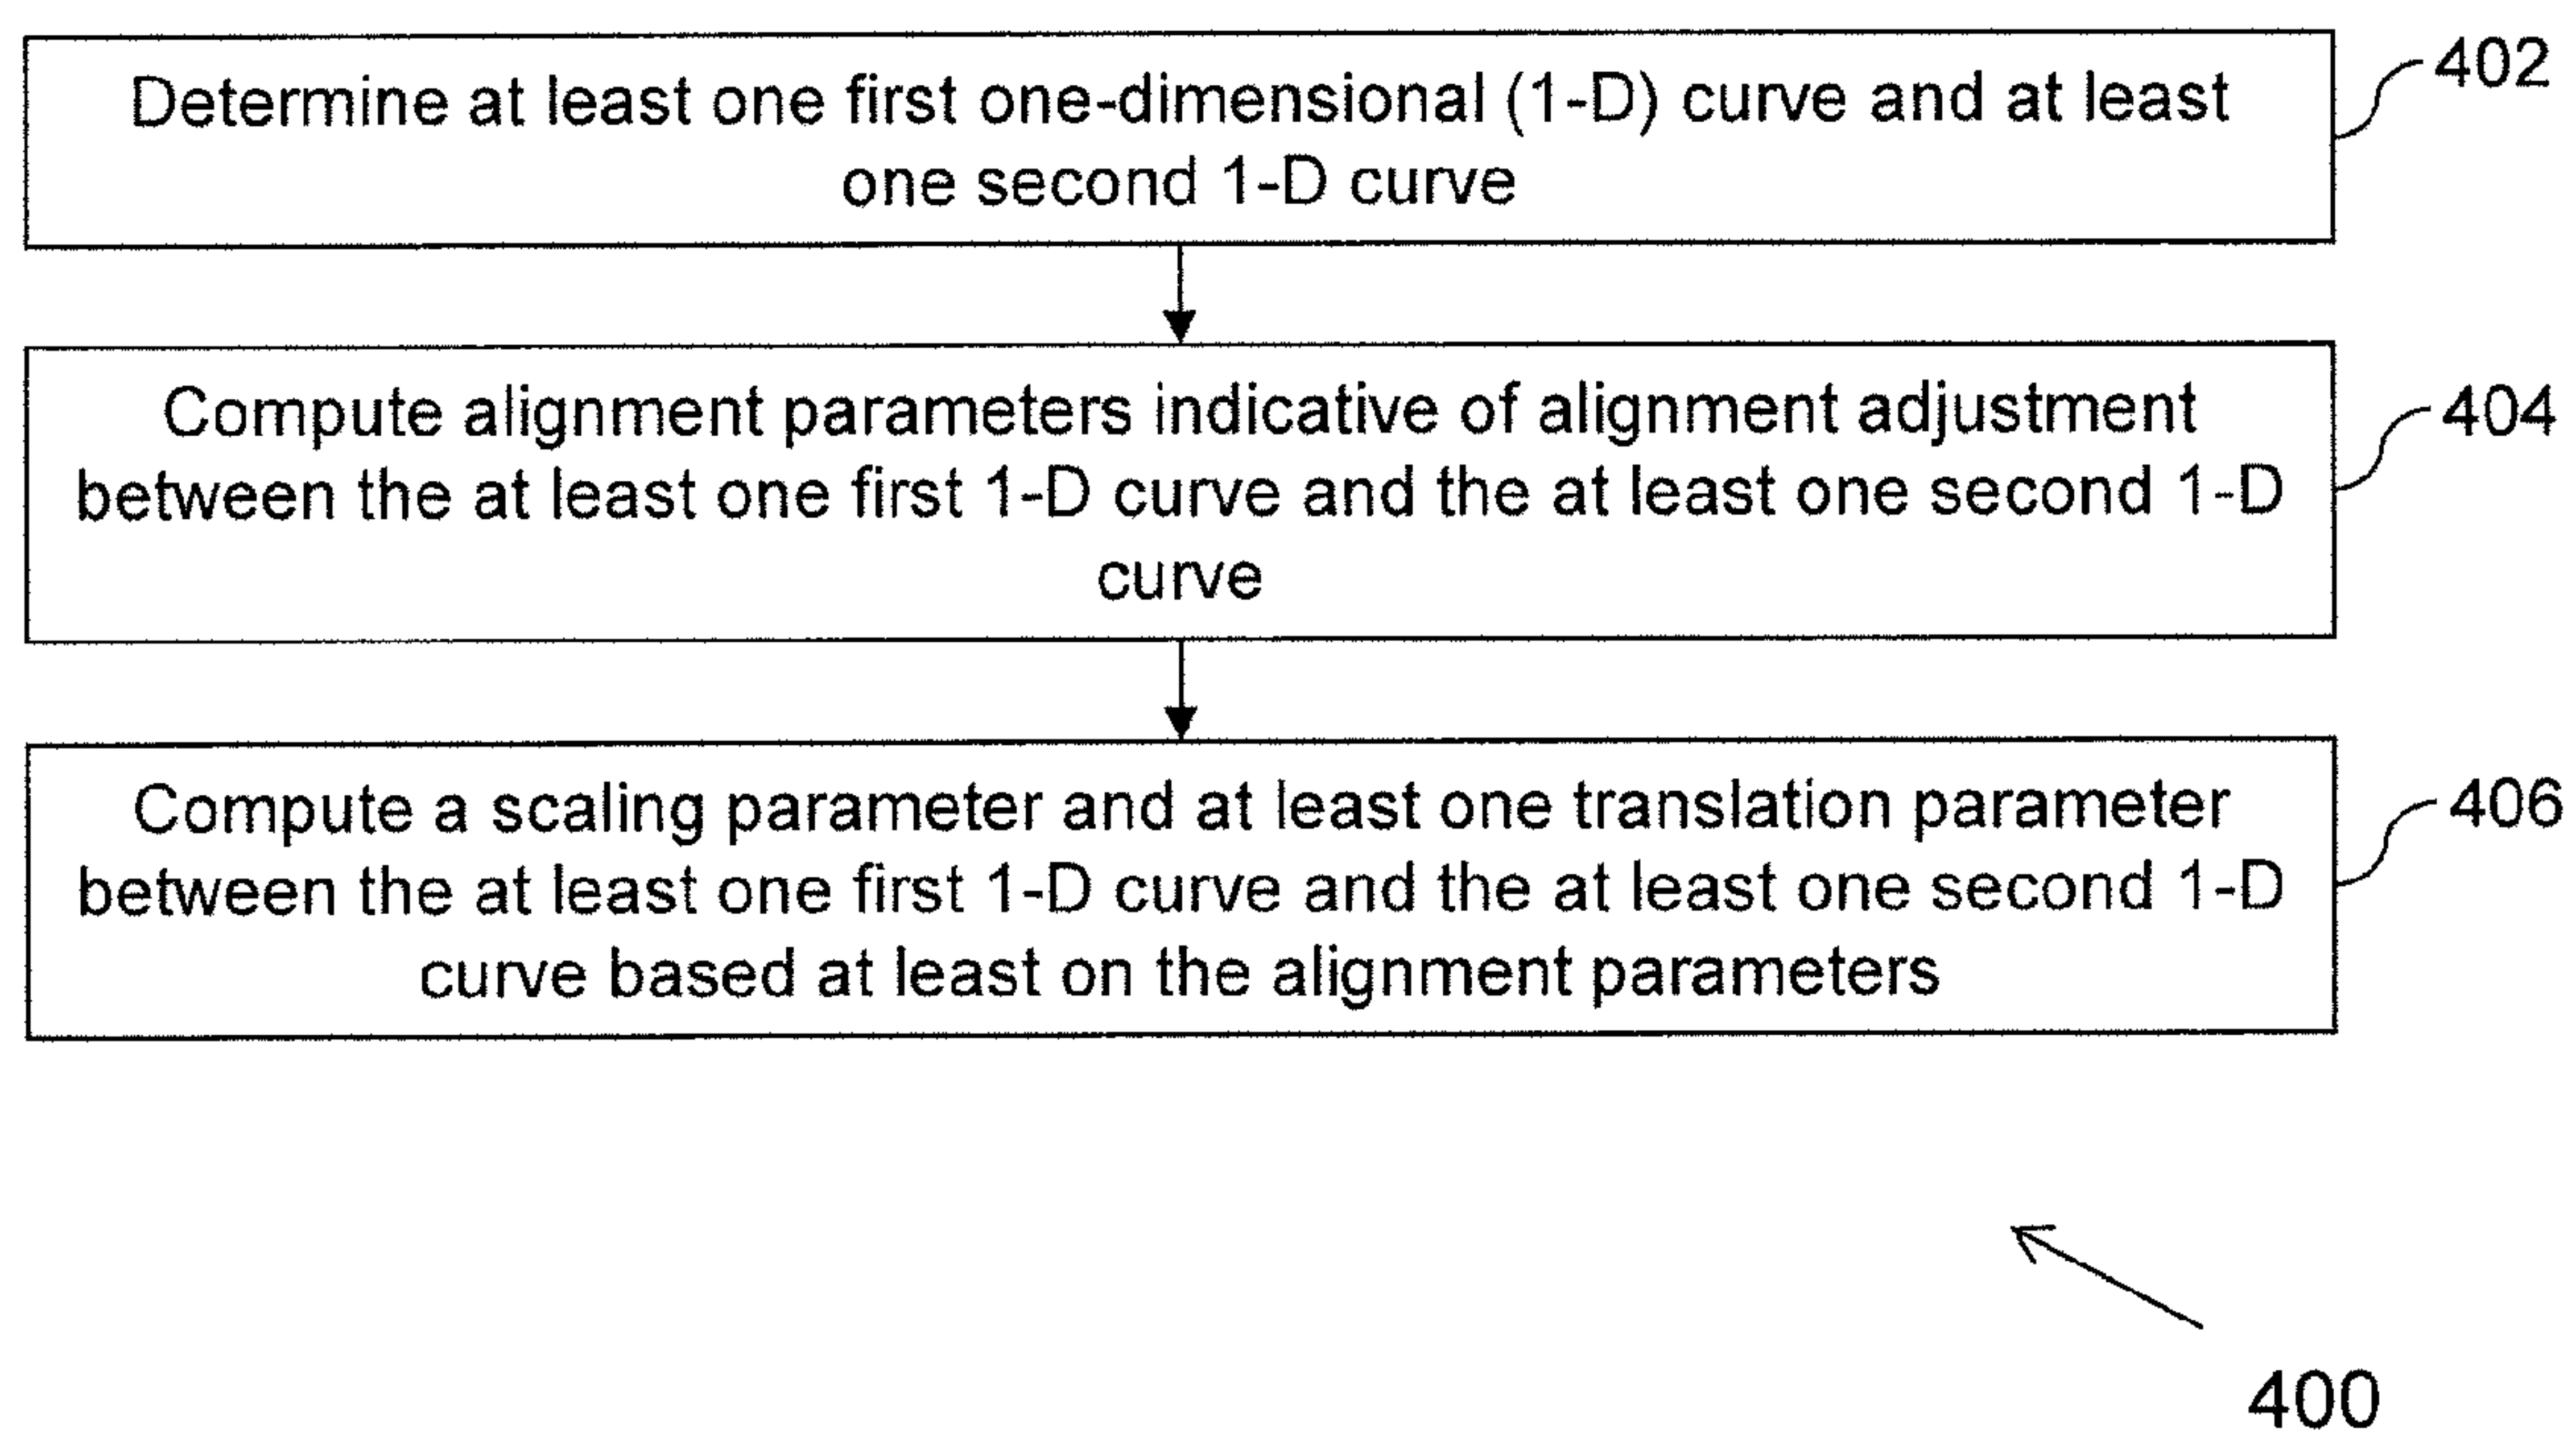 Determine at least one first one-dimensional (1-D) curve and at least
one second 1-D curve
402
Compute alignment parameters indicative of alignment adjustment
between the at least one first 1-D curve and the at least one second 1-D
curve
404
Compute a scaling parameter and at least one translation parameter
between the at least one first 1-D curve and the at least one second 1-D
curve based at least on the alignment parameters
406
400